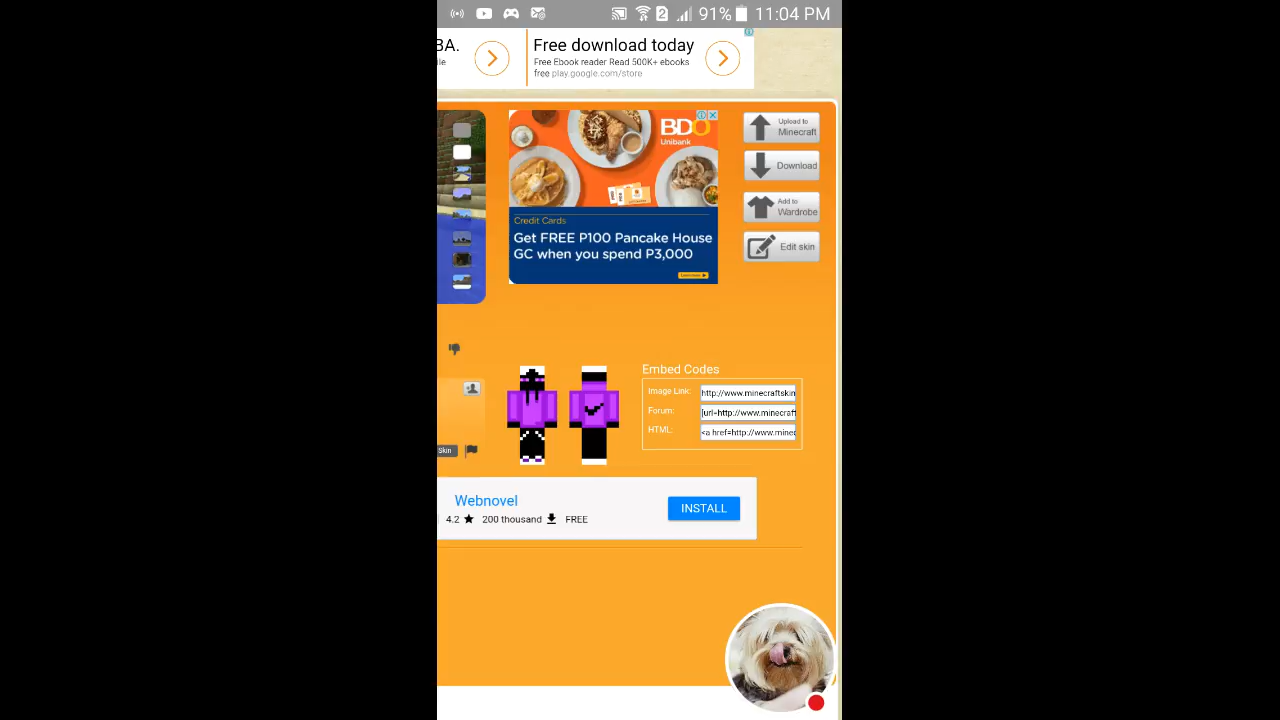 91% 11:04 PM
BA.
ile
Free download today
Free Ebook reader Read 500K+ ebooks
free play.google.com/store
BDO
Unibank
Credit Cards
Get FREE P100 Pancake House
GC when you spend P3,000
Upload to
Minecraft
Download
Add to
Wardrobe
Edit skin
Embed Codes
Image Link: http://www.minecraftskin
Forum: [url=http://www.minecraft
HTML: <a href=http://www.minec
Skin
Webnovel
4.2 200 thousand FREE
INSTALL